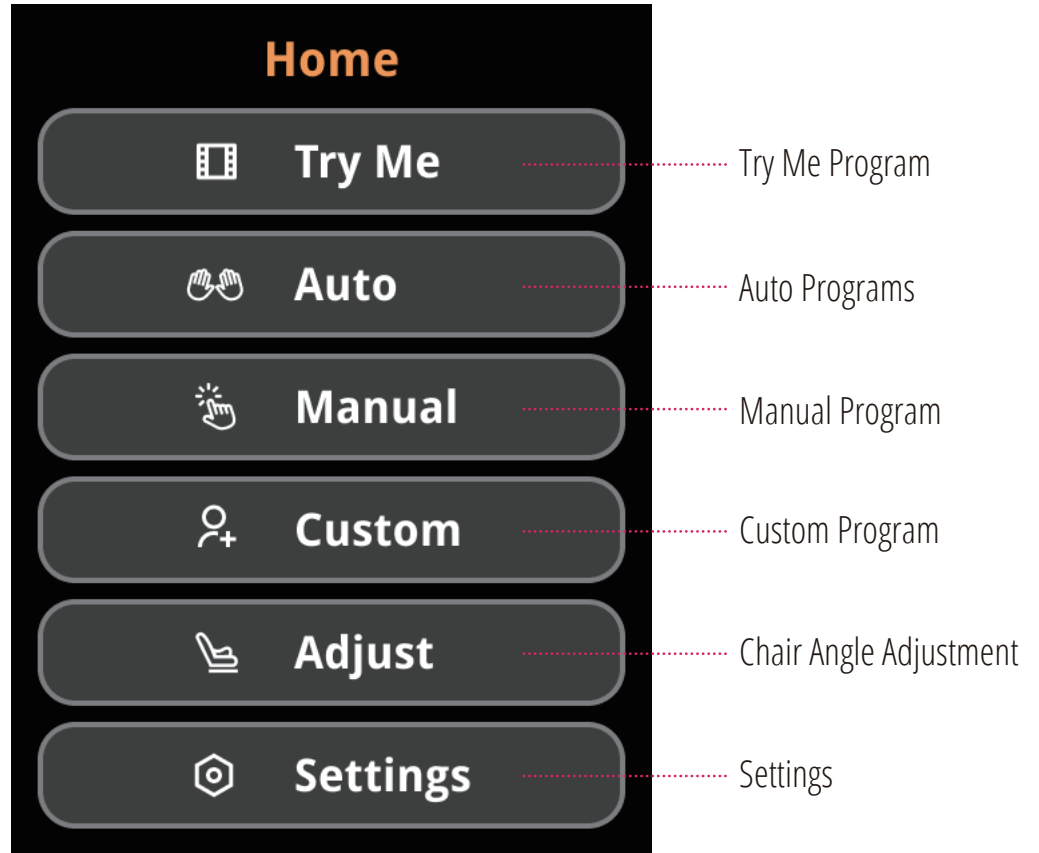 Home
Try Me
Try Me Program
Auto
Auto Programs
Manual
Manual Program
Custom
Custom Program
Adjust
Chair Angle Adjustment
Settings
Settings